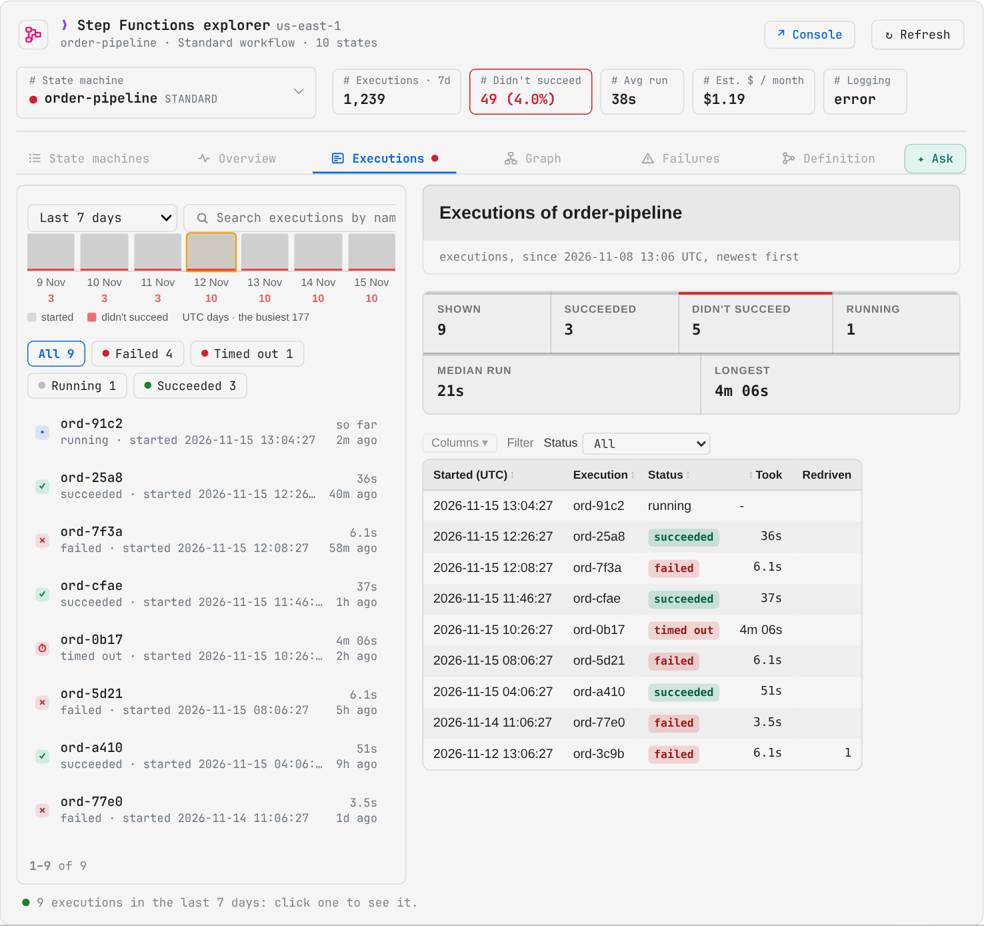 Step Functions explorer us-east-1
order-pipeline · Standard workflow · 10 states
Console
Refresh
# State machine
order-pipeline STANDARD
# Executions · 7d
1,239
# Didn't succeed
49 (4.0%)
# Avg run
38s
# Est. $ / month
$1.19
# Logging
error
State machines
Overview
Executions
Graph
Failures
Definition
Ask
Last 7 days
Search executions by nam
9 Nov 10 Nov 11 Nov 12 Nov 13 Nov 14 Nov 15 Nov
3 3 3 10 10 10 10
started didn't succeed UTC days · the busiest 177
All 9 Failed 4 Timed out 1
Running 1 Succeeded 3
ord-91c2 so far
running · started 2026-11-15 13:04:27 2m ago
ord-25a8 36s
succeeded · started 2026-11-15 12:26… 40m ago
ord-7f3a 6.1s
failed · started 2026-11-15 12:08:27 58m ago
ord-cfae 37s
succeeded · started 2026-11-15 11:46:… 1h ago
ord-0b17 4m 06s
timed out · started 2026-11-15 10:26:… 2h ago
ord-5d21 6.1s
failed · started 2026-11-15 08:06:27 5h ago
ord-a410 51s
succeeded · started 2026-11-15 04:06:… 9h ago
ord-77e0 3.5s
failed · started 2026-11-14 11:06:27 1d ago
1–9 of 9
9 executions in the last 7 days: click one to see it.
Executions of order-pipeline
executions, since 2026-11-08 13:06 UTC, newest first
SHOWN
9
SUCCEEDED
3
DIDN'T SUCCEED
5
RUNNING
1
MEDIAN RUN
21s
LONGEST
4m 06s
Columns ▾ Filter Status All
Started (UTC) Execution Status Took Redriven
2026-11-15 13:04:27 ord-91c2 running -
2026-11-15 12:26:27 ord-25a8 succeeded 36s
2026-11-15 12:08:27 ord-7f3a failed 6.1s
2026-11-15 11:46:27 ord-cfae succeeded 37s
2026-11-15 10:26:27 ord-0b17 timed out 4m 06s
2026-11-15 08:06:27 ord-5d21 failed 6.1s
2026-11-15 04:06:27 ord-a410 succeeded 51s
2026-11-14 11:06:27 ord-77e0 failed 3.5s
2026-11-12 13:06:27 ord-3c9b failed 6.1s 1